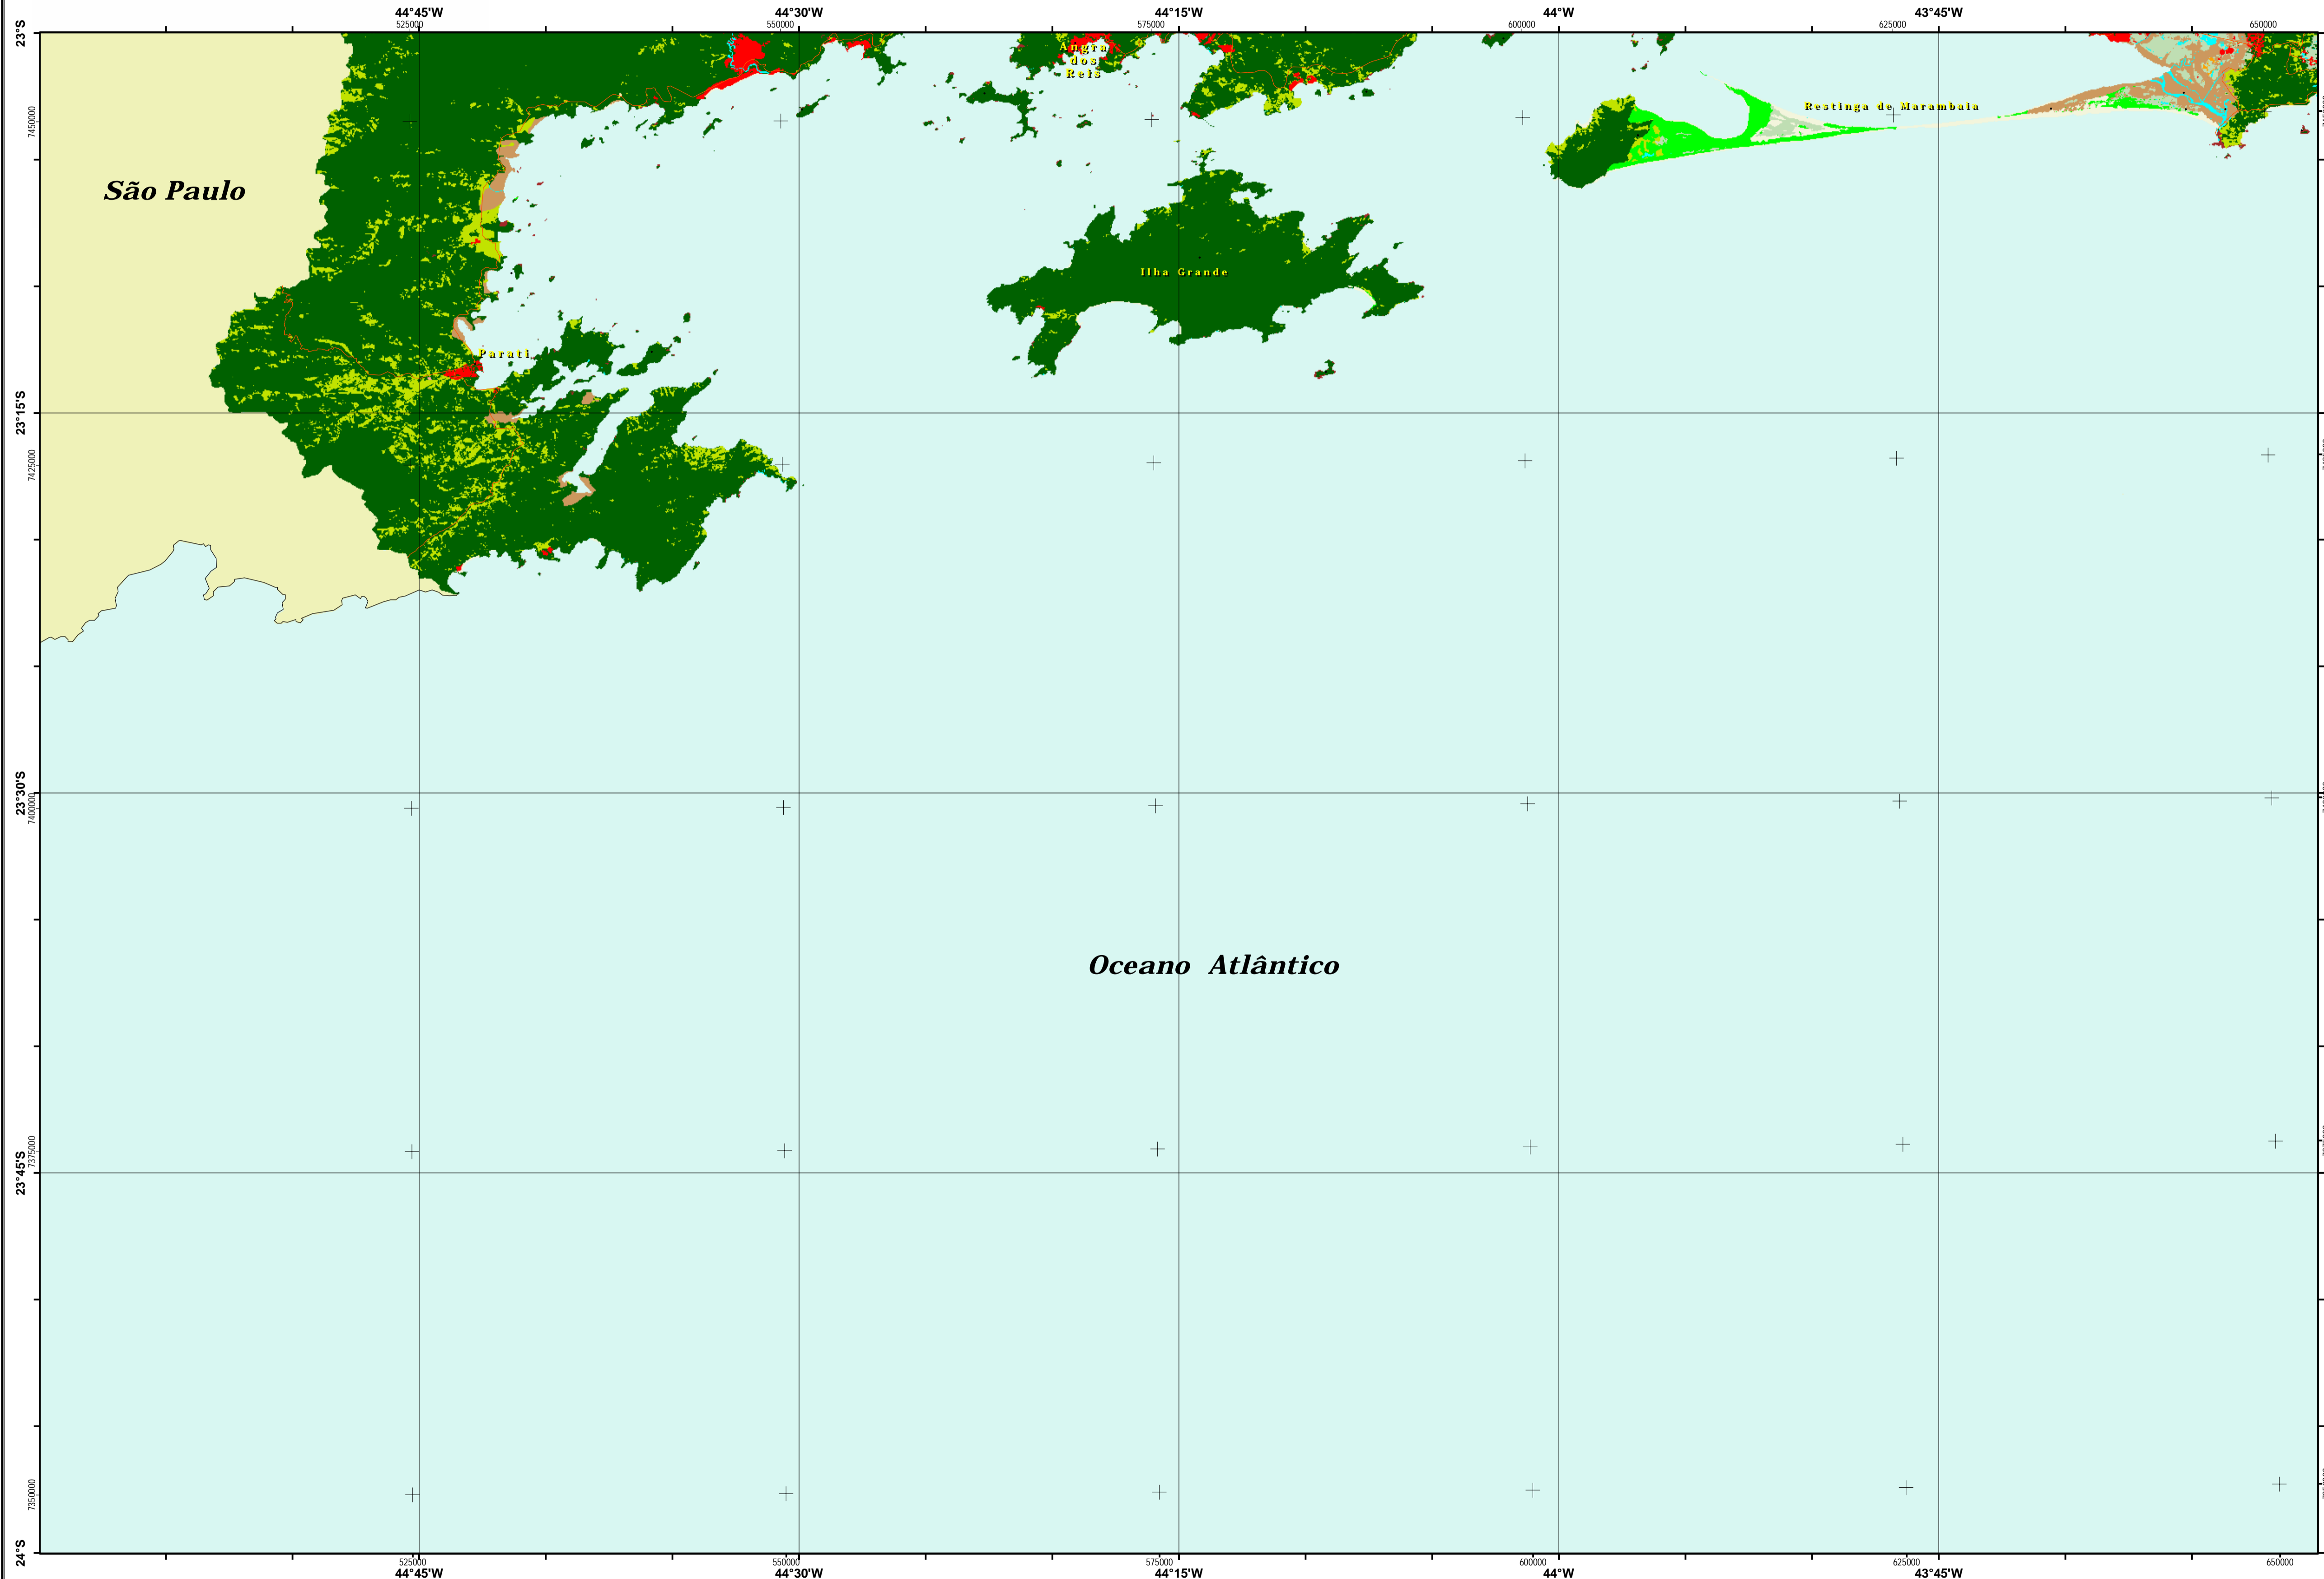 44°45'W 44°30'W 44°15'W 44°W 43°45'W
525000 550000 575000 600000 625000 650000
23°S
Angra
dos
Reis
Restinga de Marambaia
7450000
São Paulo
Ilha Grande
Parati
23°15'S
7425000
23°30'S
7400000
Oceano Atlântico
7375000
23°45'S
7350000
24°S
525000 550000 575000 600000 625000 650000
44°45'W 44°30'W 44°15'W 44°W 43°45'W